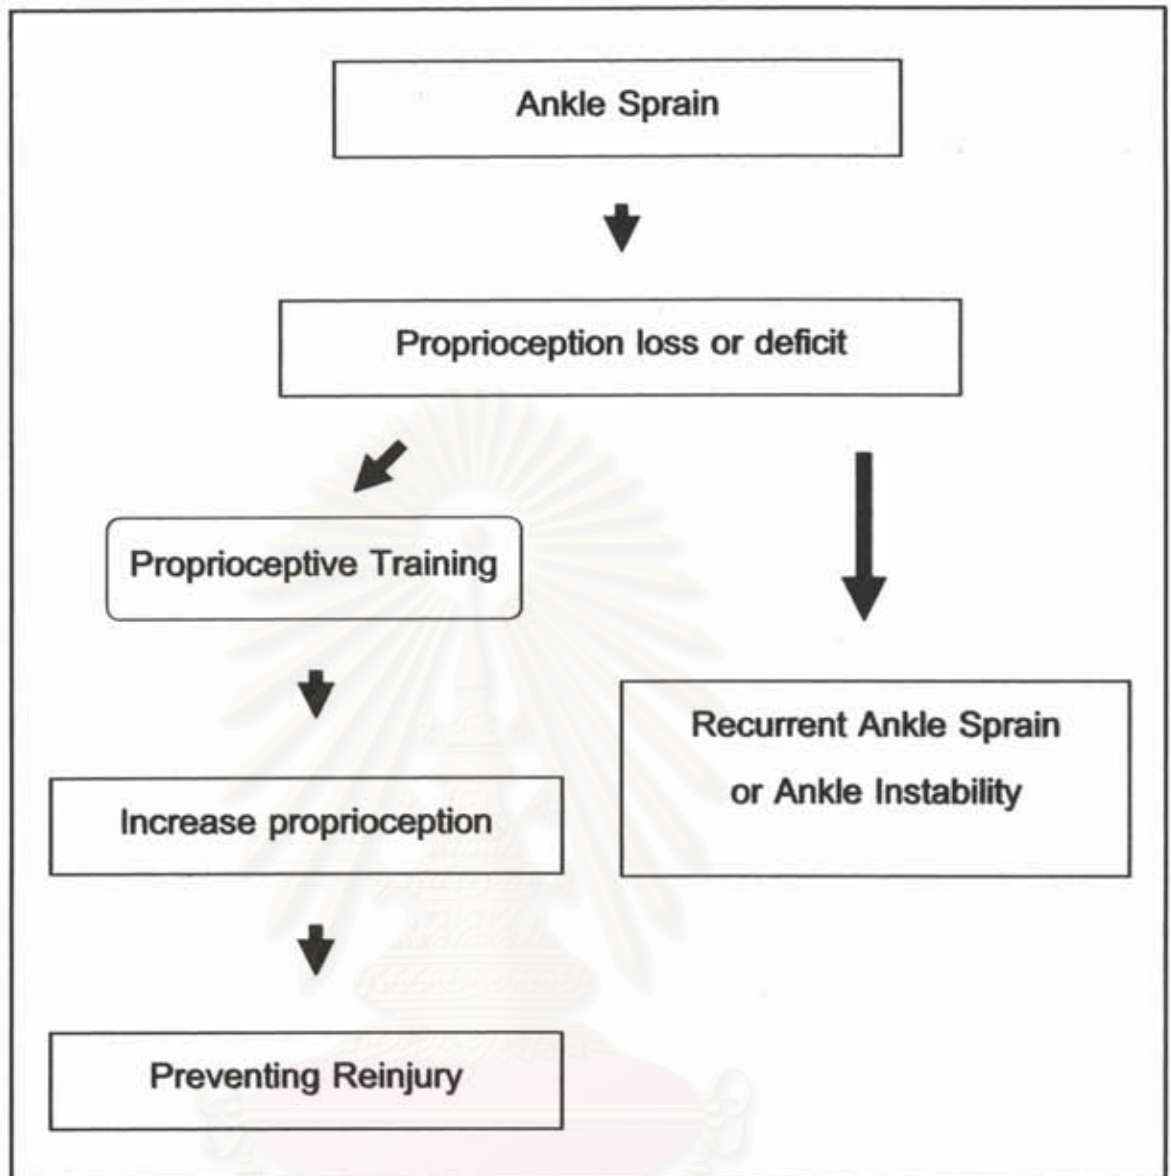 Ankle Sprain
Proprioception loss or deficit
Proprioceptive Training
Increase proprioception
Recurrent Ankle Sprain
or Ankle Instability
Preventing Reinjury